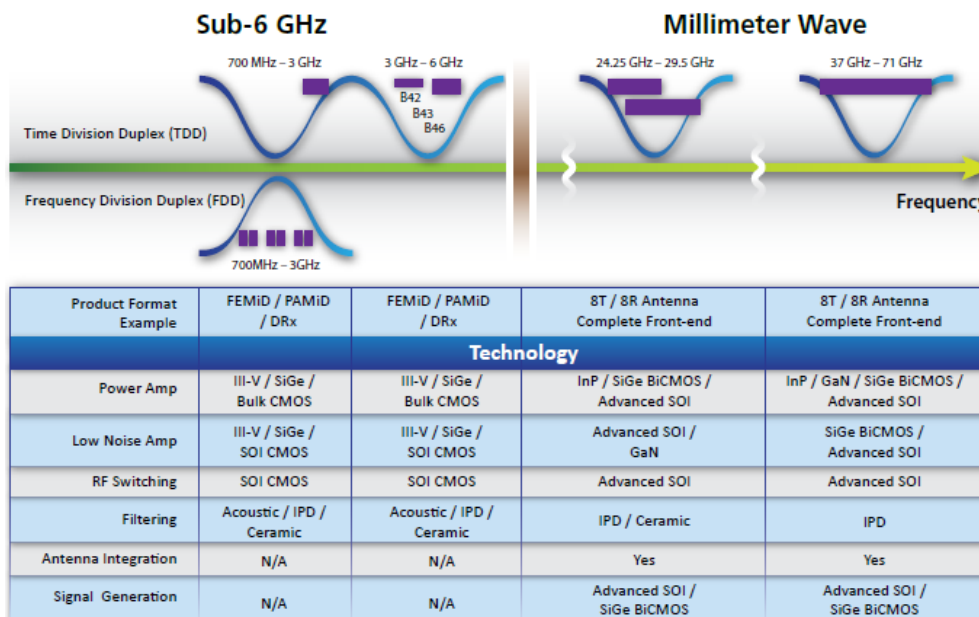 Sub-6 GHz
Millimeter Wave
700 MHz – 3 GHz
3 GHz – 6 GHz
24.25 GHz – 29.5 GHz
37 GHz – 71 GHz
B42
B43
B46
Time Division Duplex (TDD)
Frequency Division Duplex (FDD)
Frequency
700MHz – 3GHz
Product Format
Example
FEMiD / PAMiD
/ DRx
FEMiD / PAMiD
/ DRx
8T / 8R Antenna
Complete Front-end
8T / 8R Antenna
Complete Front-end
Technology
Power Amp
III-V / SiGe /
Bulk CMOS
III-V / SiGe /
Bulk CMOS
InP / SiGe BiCMOS /
Advanced SOI
InP / GaN / SiGe BiCMOS /
Advanced SOI
Low Noise Amp
III-V / SiGe /
SOI CMOS
III-V / SiGe /
SOI CMOS
Advanced SOI /
GaN
SiGe BiCMOS /
Advanced SOI
RF Switching
SOI CMOS
SOI CMOS
Advanced SOI
Advanced SOI
Filtering
Acoustic / IPD /
Ceramic
Acoustic / IPD /
Ceramic
IPD / Ceramic
IPD
Antenna Integration
N/A
N/A
Yes
Yes
Signal Generation
N/A
N/A
Advanced SOI /
SiGe BiCMOS
Advanced SOI /
SiGe BiCMOS